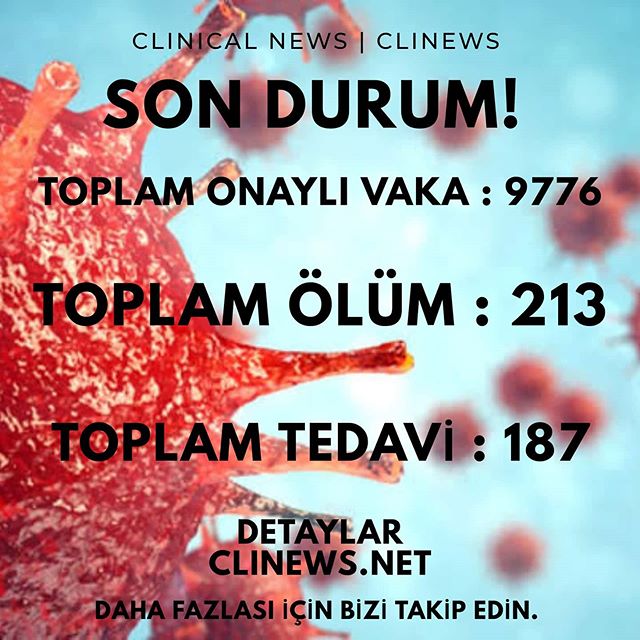 CLINICAL NEWS | CLINEWS
SON DURUM!
TOPLAM ONAYLI VAKA : 9776
TOPLAM ÖLÜM : 213
TOPLAM TEDAVİ : 187
DETAYLAR
CLINEWS.NET
DAHA FAZLASI İÇİN BİZİ TAKİP EDİN.